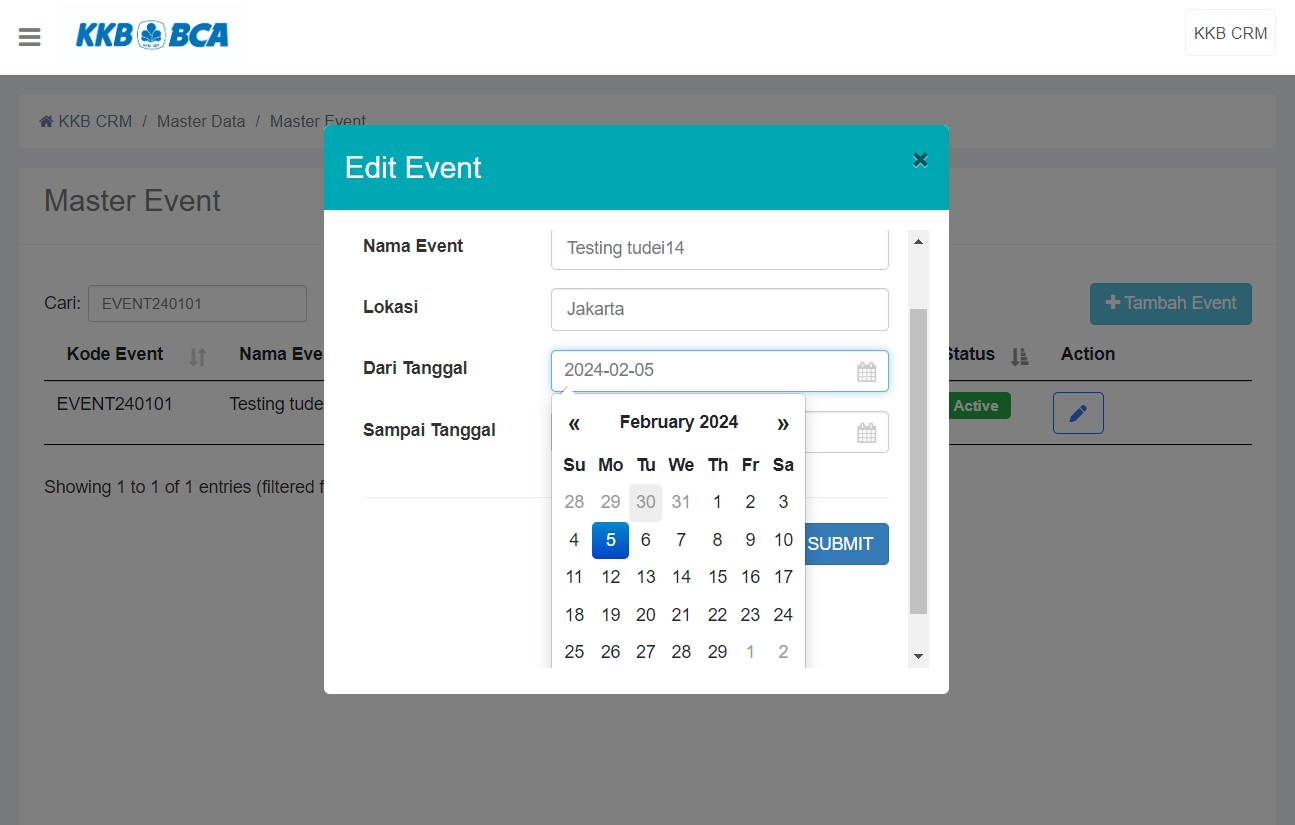 KKB BCA
KKB CRM
KKB CRM / Master Data / Master Event
Edit Event
Master Event
Nama Event
Testing tudei14
Cari:
EVENT240101
Lokasi
Jakarta
Tambah Event
Kode Event
Nama Eve
Status
Action
Dari Tanggal
2024-02-05
EVENT240101
Testing tude
Active
Sampai Tanggal
Showing 1 to 1 of 1 entries (filtered f
« February 2024 »
Su Mo Tu We Th Fr Sa
28 29 30 31 1 2 3
4 5 6 7 8 9 10
11 12 13 14 15 16 17
18 19 20 21 22 23 24
25 26 27 28 29 1 2
SUBMIT